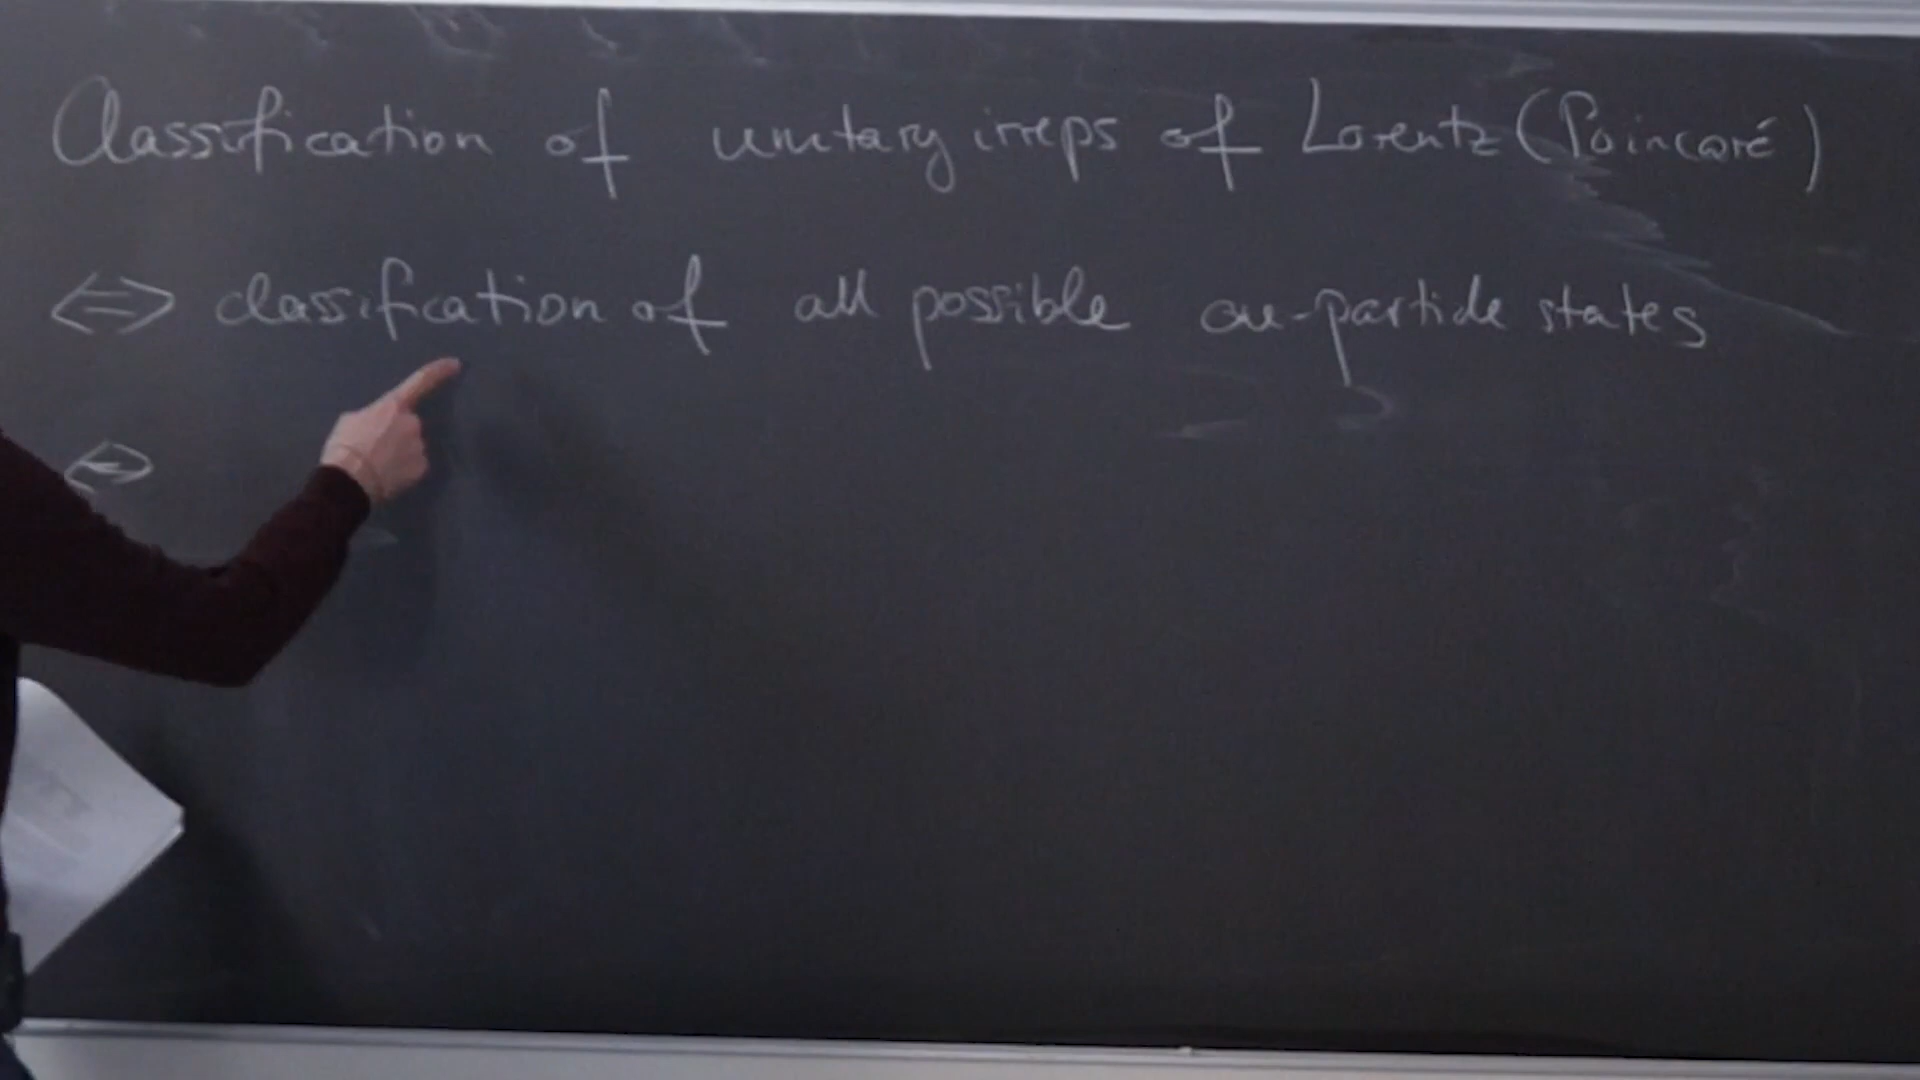 Classification of unitary irreps of Lorentz (Poincaré)
⇔ classification of all possible one-particle states
⇔